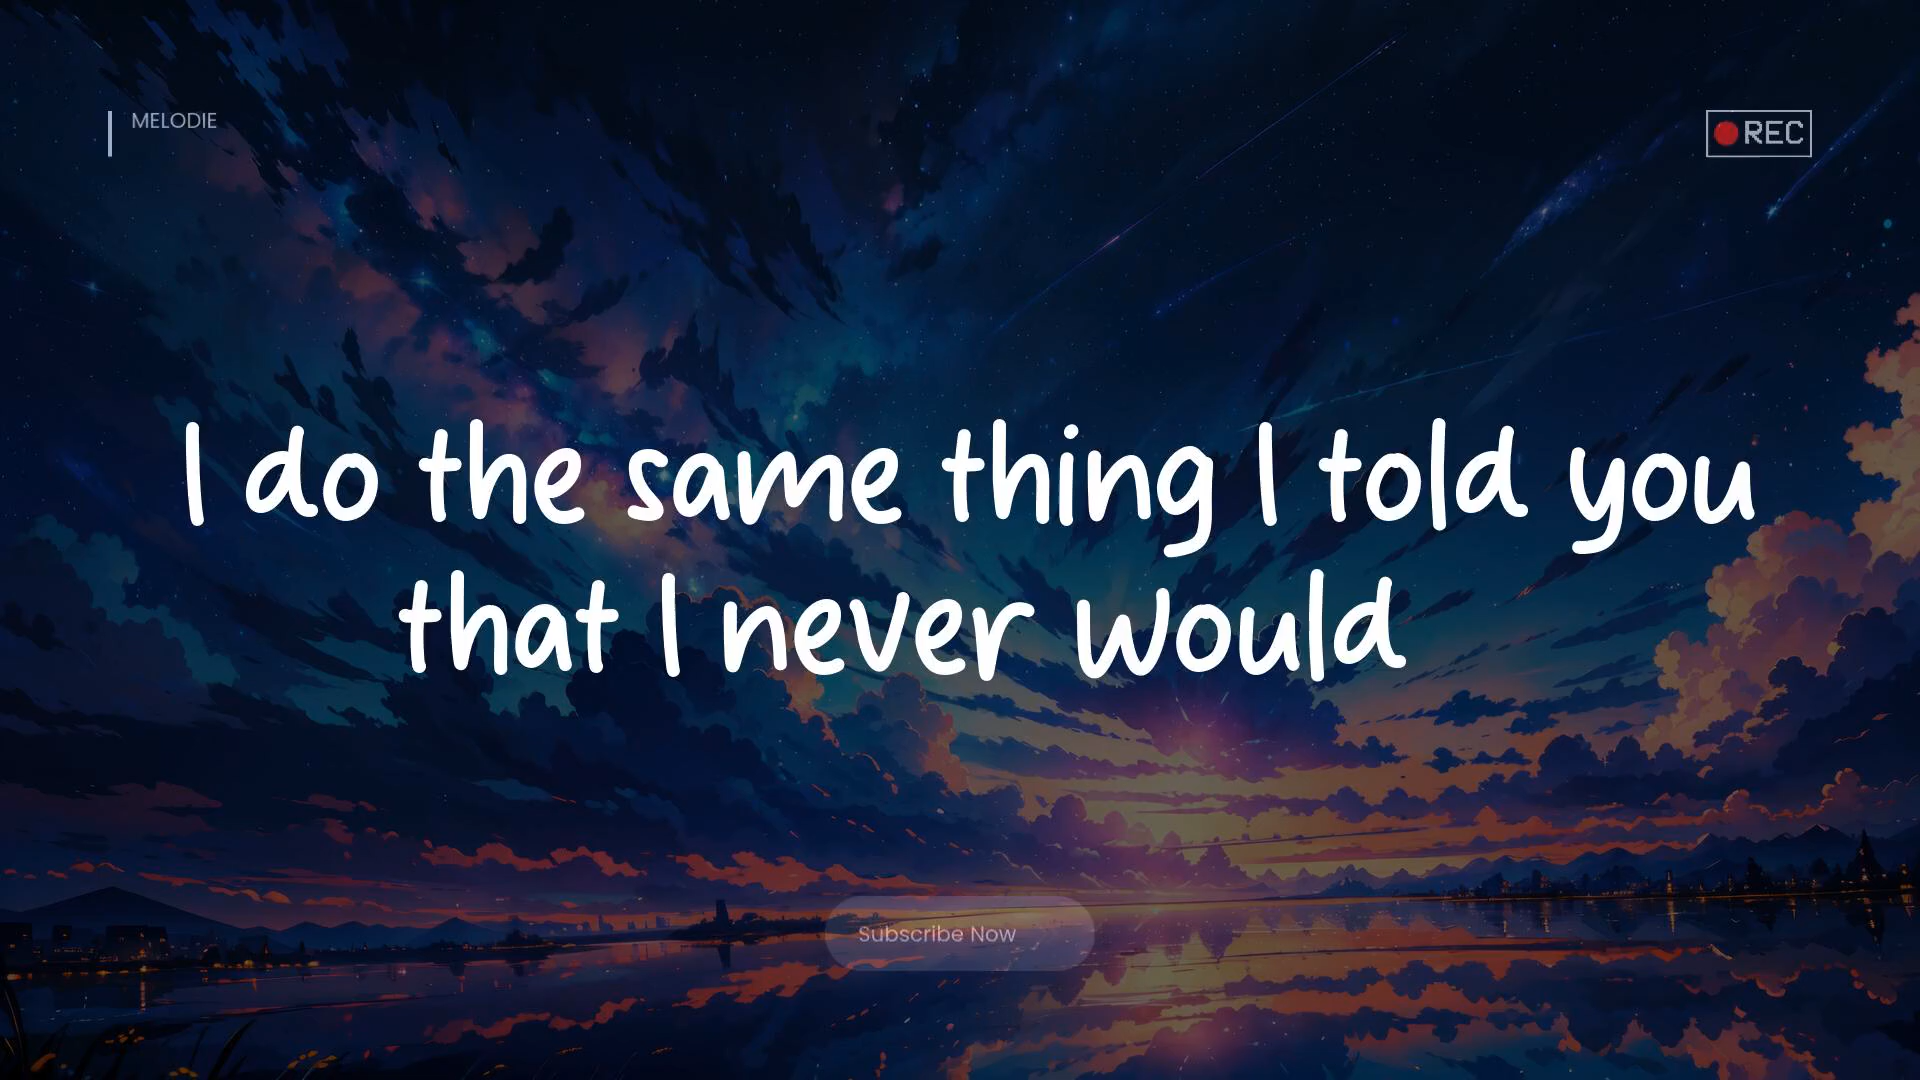 MELODIE
REC
I do the same thing I told you
that I never would
Subscribe Now